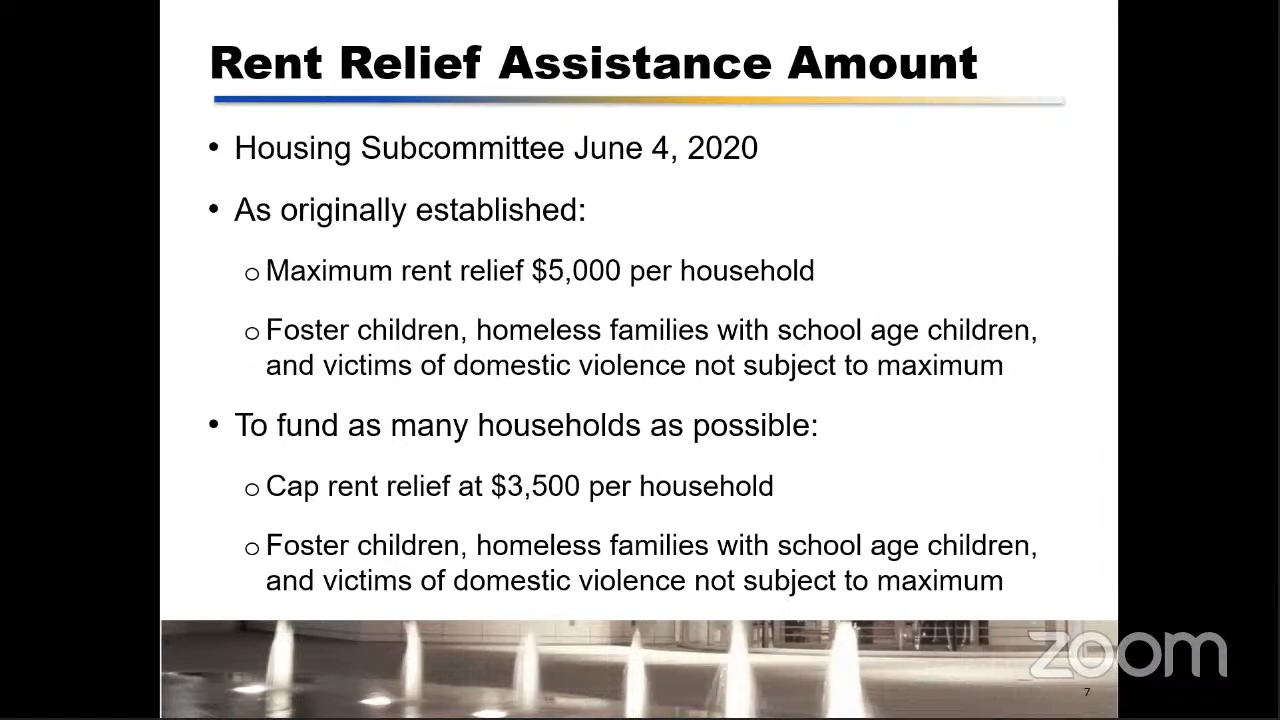 Rent Relief Assistance Amount
• Housing Subcommittee June 4, 2020
• As originally established:
o Maximum rent relief $5,000 per household
o Foster children, homeless families with school age children,
and victims of domestic violence not subject to maximum
• To fund as many households as possible:
o Cap rent relief at $3,500 per household
o Foster children, homeless families with school age children,
and victims of domestic violence not subject to maximum
zoom
7